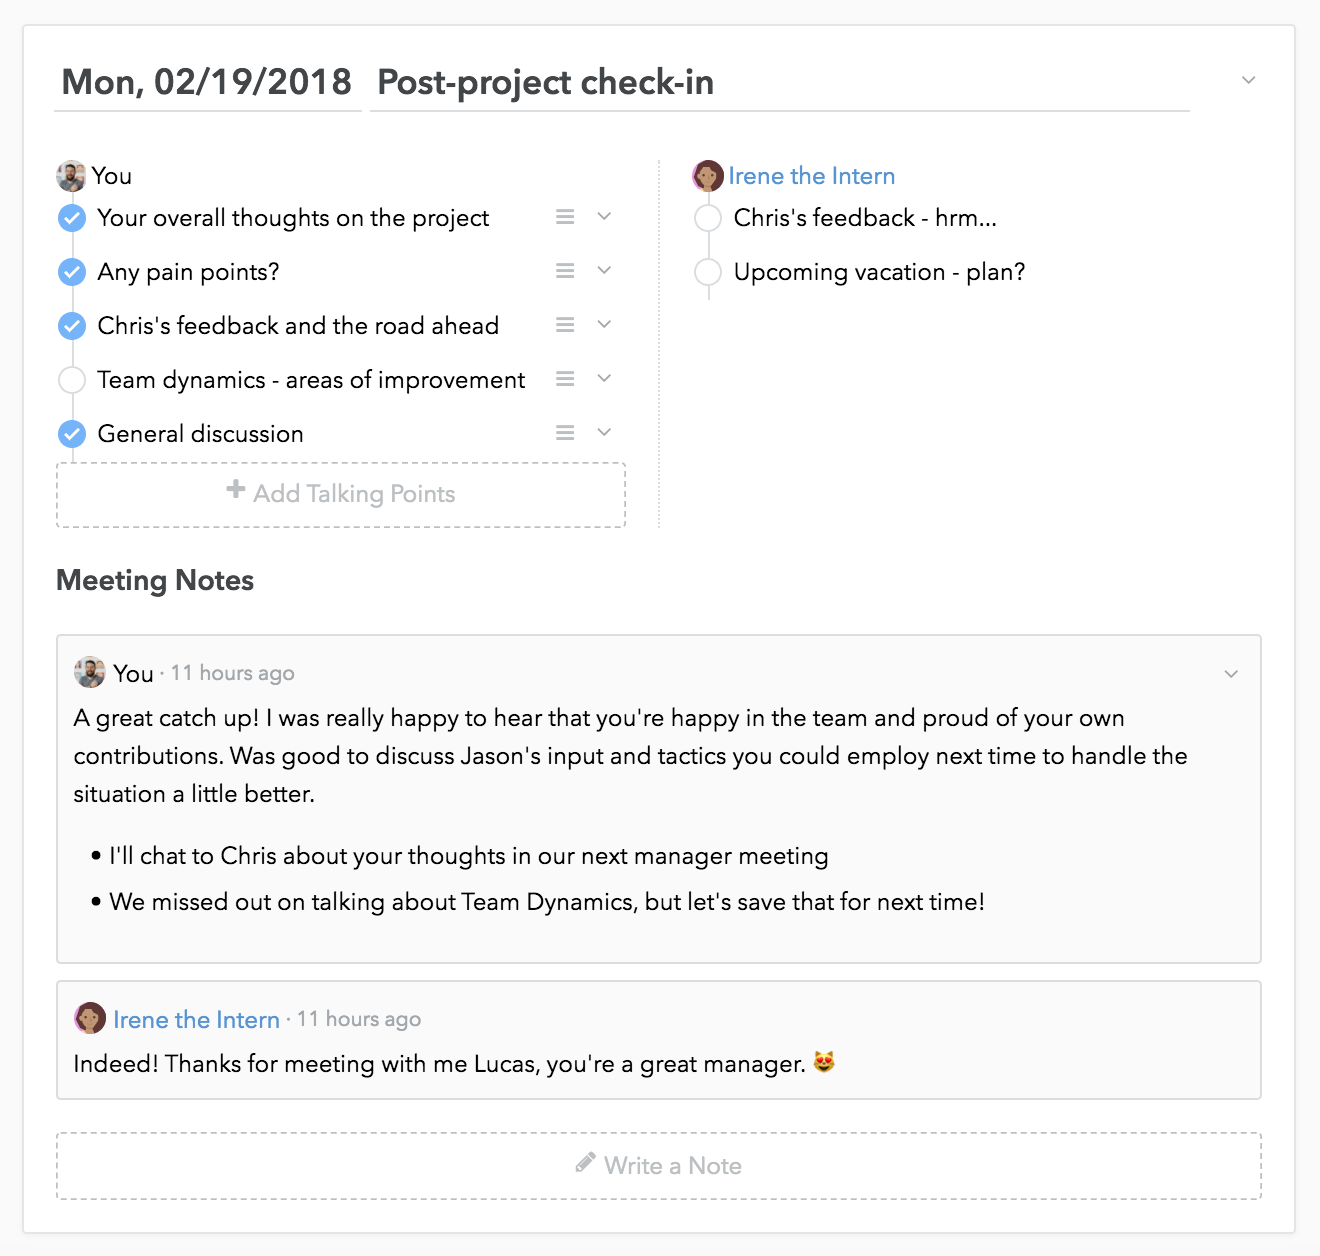 Mon, 02/19/2018 Post-project check-in
You
Your overall thoughts on the project
Any pain points?
Chris's feedback and the road ahead
Team dynamics - areas of improvement
General discussion
Add Talking Points
Irene the Intern
Chris's feedback - hrm...
Upcoming vacation - plan?
Meeting Notes
You · 11 hours ago
A great catch up! I was really happy to hear that you're happy in the team and proud of your own
contributions. Was good to discuss Jason's input and tactics you could employ next time to handle the
situation a little better.
• I'll chat to Chris about your thoughts in our next manager meeting
• We missed out on talking about Team Dynamics, but let's save that for next time!
Irene the Intern · 11 hours ago
Indeed! Thanks for meeting with me Lucas, you're a great manager. 😻
Write a Note